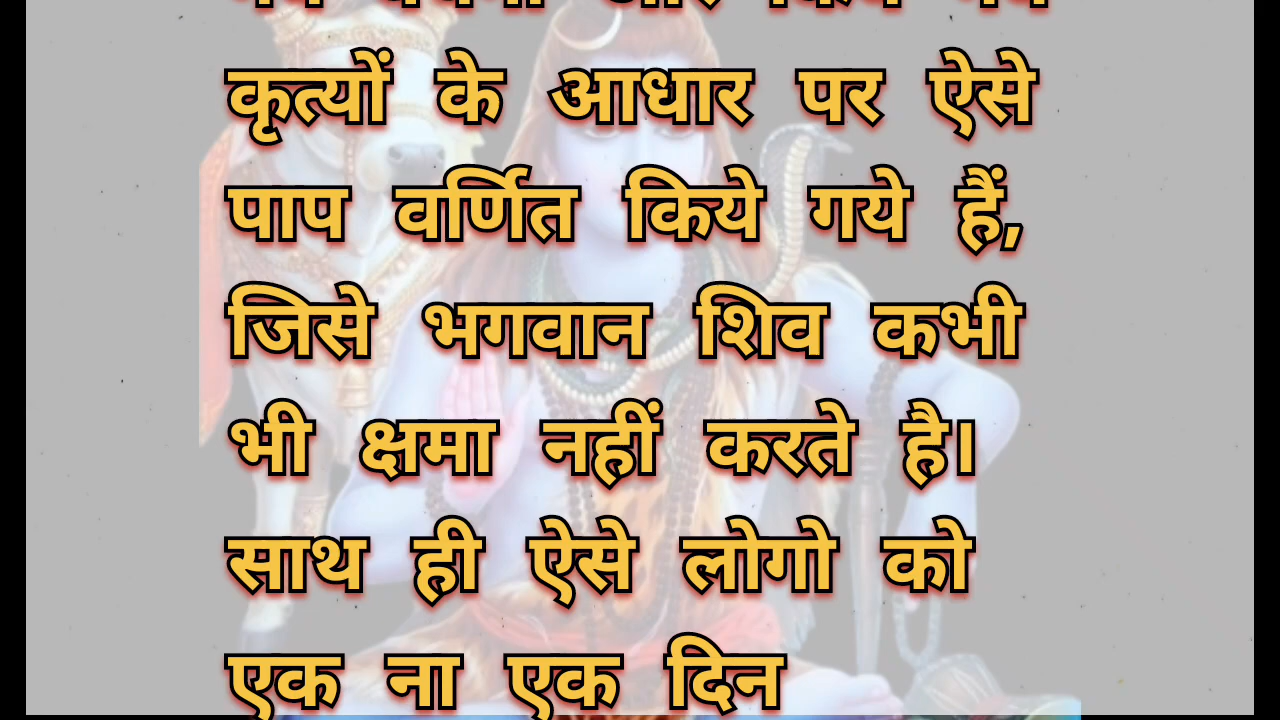 कृत्यों के आधार पर ऐसे
पाप वर्णित किये गये हैं,
जिसे भगवान शिव कभी
भी क्षमा नहीं करते है।
साथ ही ऐसे लोगो को
एक ना एक दिन